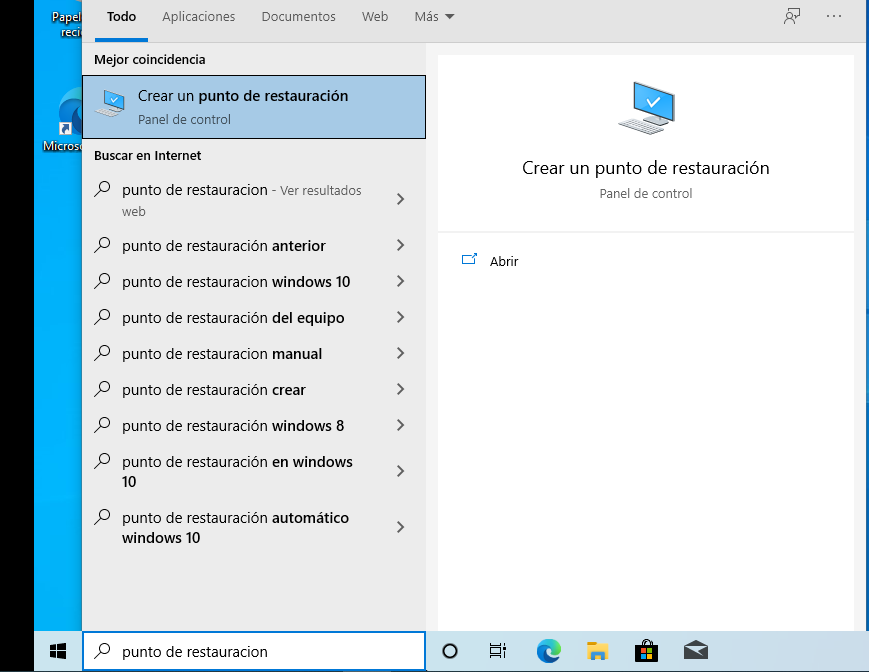 Todo Aplicaciones Documentos Web Más
Mejor coincidencia
Crear un punto de restauración
Panel de control
Buscar en Internet
punto de restauracion - Ver resultados
web
punto de restauración anterior
punto de restauracion windows 10
punto de restauración del equipo
punto de restauracion manual
punto de restauración crear
punto de restauración windows 8
punto de restauración en windows
10
punto de restauración automático
windows 10
Crear un punto de restauración
Panel de control
Abrir
punto de restauracion